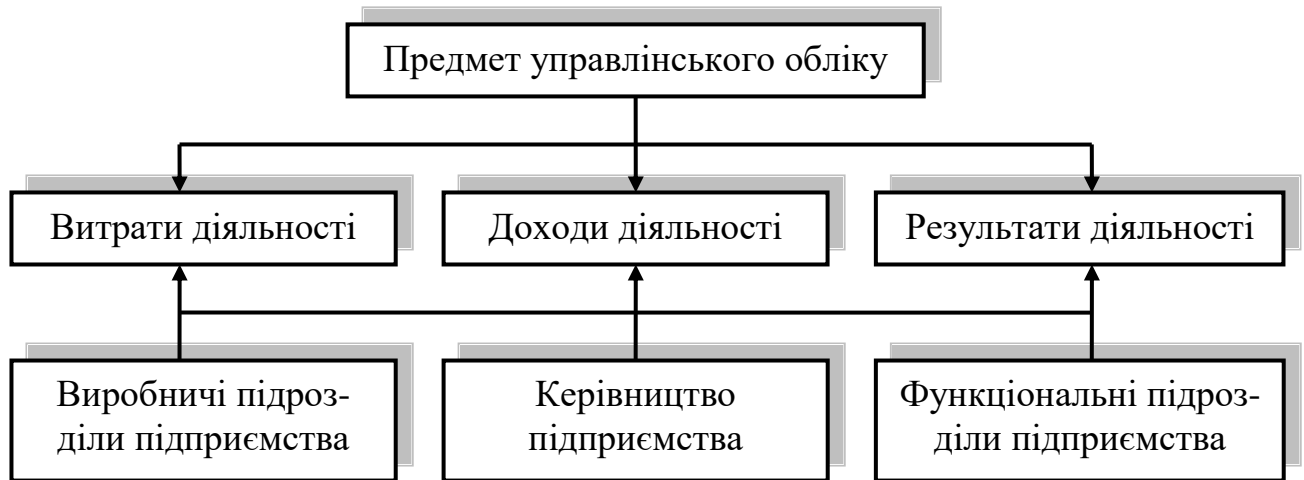 Предмет управлінського обліку
Витрати діяльності
Доходи діяльності
Результати діяльності
Виробничі підроз-
діли підприємства
Керівництво
підприємства
Функціональні підроз-
діли підприємства